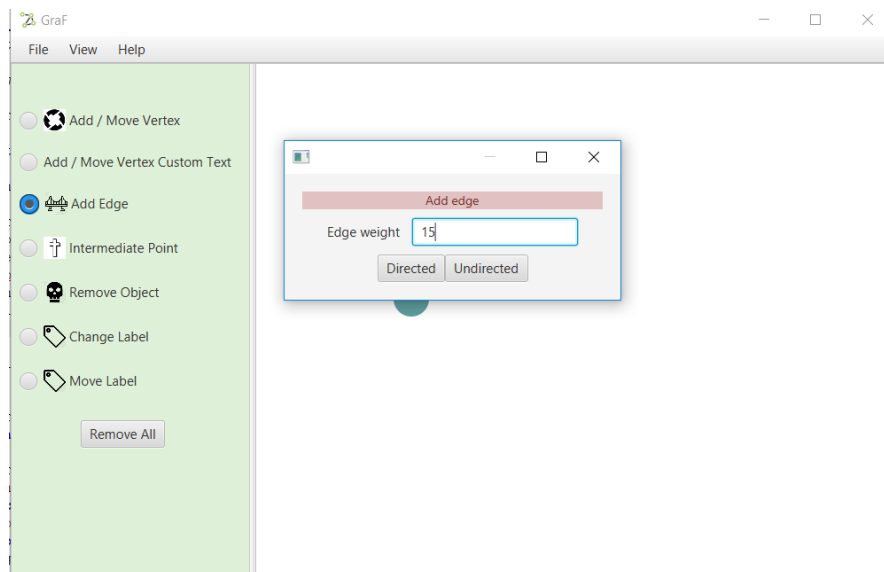 GraF
File View Help
Add / Move Vertex
Add / Move Vertex Custom Text
Add Edge
Intermediate Point
Remove Object
Change Label
Move Label
Remove All
Add edge
Edge weight 15
Directed Undirected